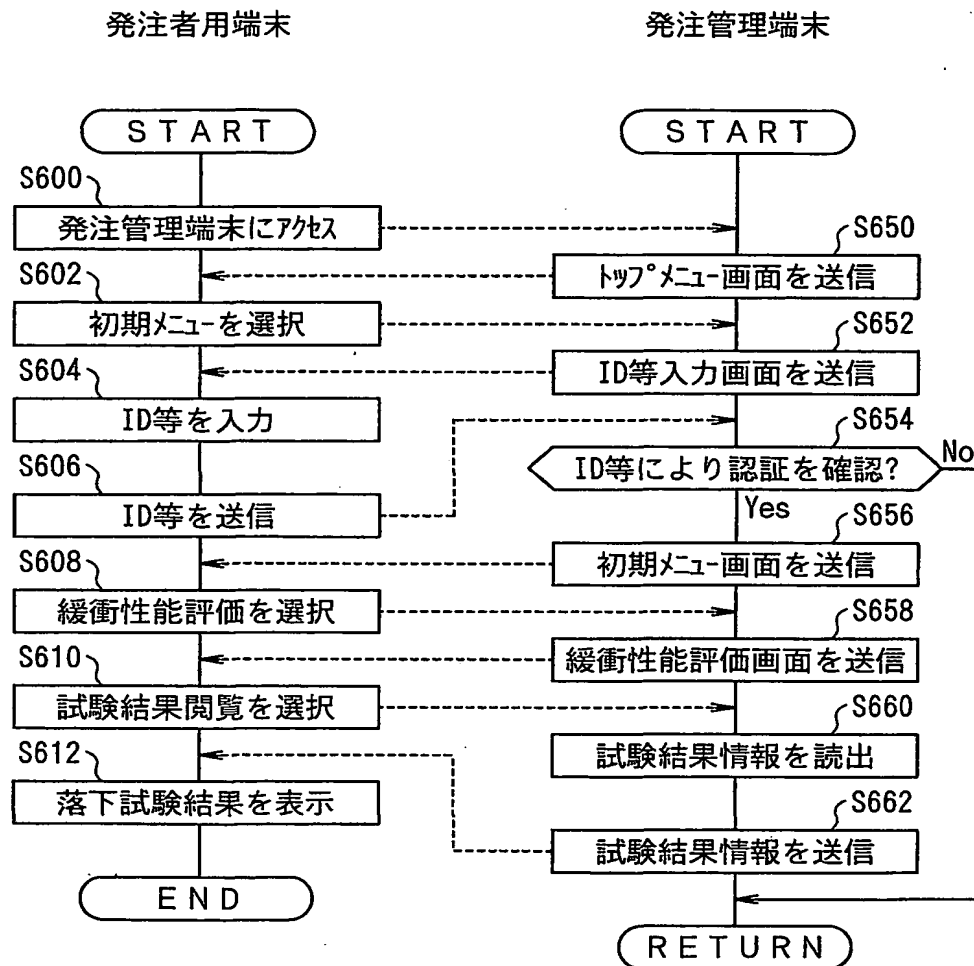 発注者用端末
発注管理端末
START
START
S600
発注管理端末にアクセス
S650
トップメニュー画面を送信
S602
初期メニューを選択
S652
ID等入力画面を送信
S604
ID等を入力
S654
ID等により認証を確認?
No
S606
ID等を送信
Yes
S656
初期メニュー画面を送信
S608
緩衝性能評価を選択
S658
緩衝性能評価画面を送信
S610
試験結果閲覧を選択
S660
試験結果情報を読出
S612
落下試験結果を表示
S662
試験結果情報を送信
END
RETURN